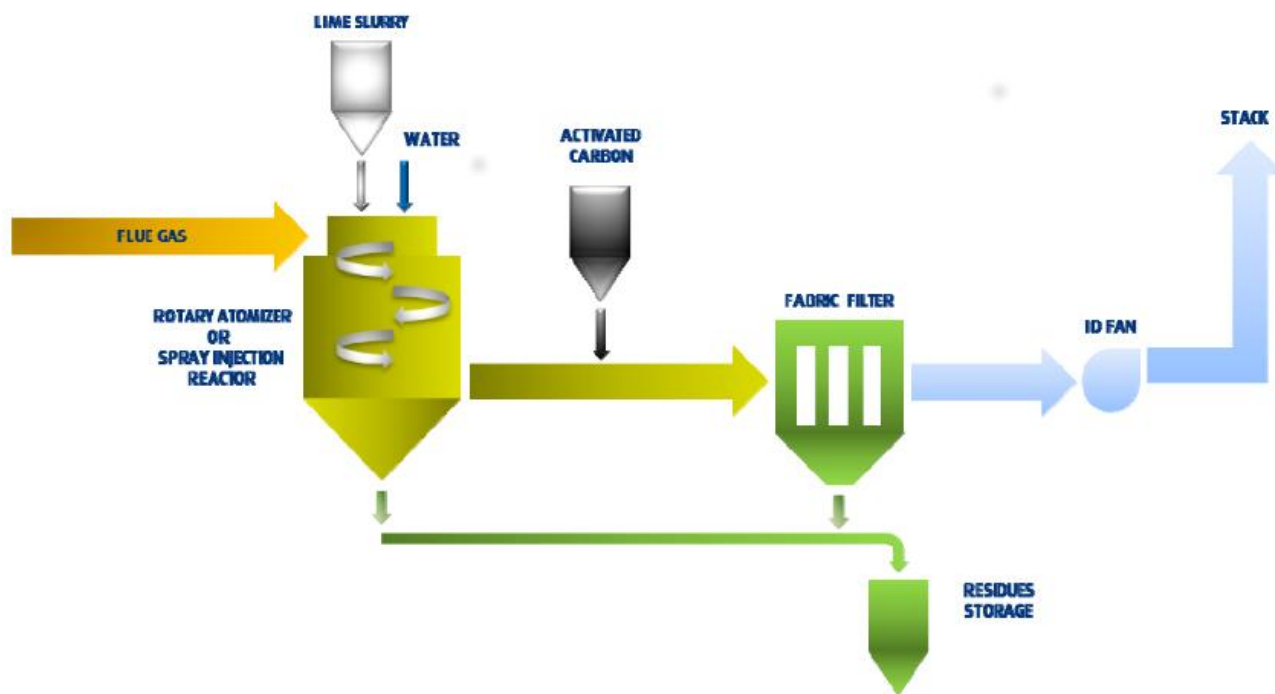 LIME SLURRY
WATER
ACTIVATED
CARBON
STACK
FLUE GAS
ROTARY ATOMIZER
OR
SPRAY INJECTION
REACTOR
FABRIC FILTER
ID FAN
RESIDUES
STORAGE